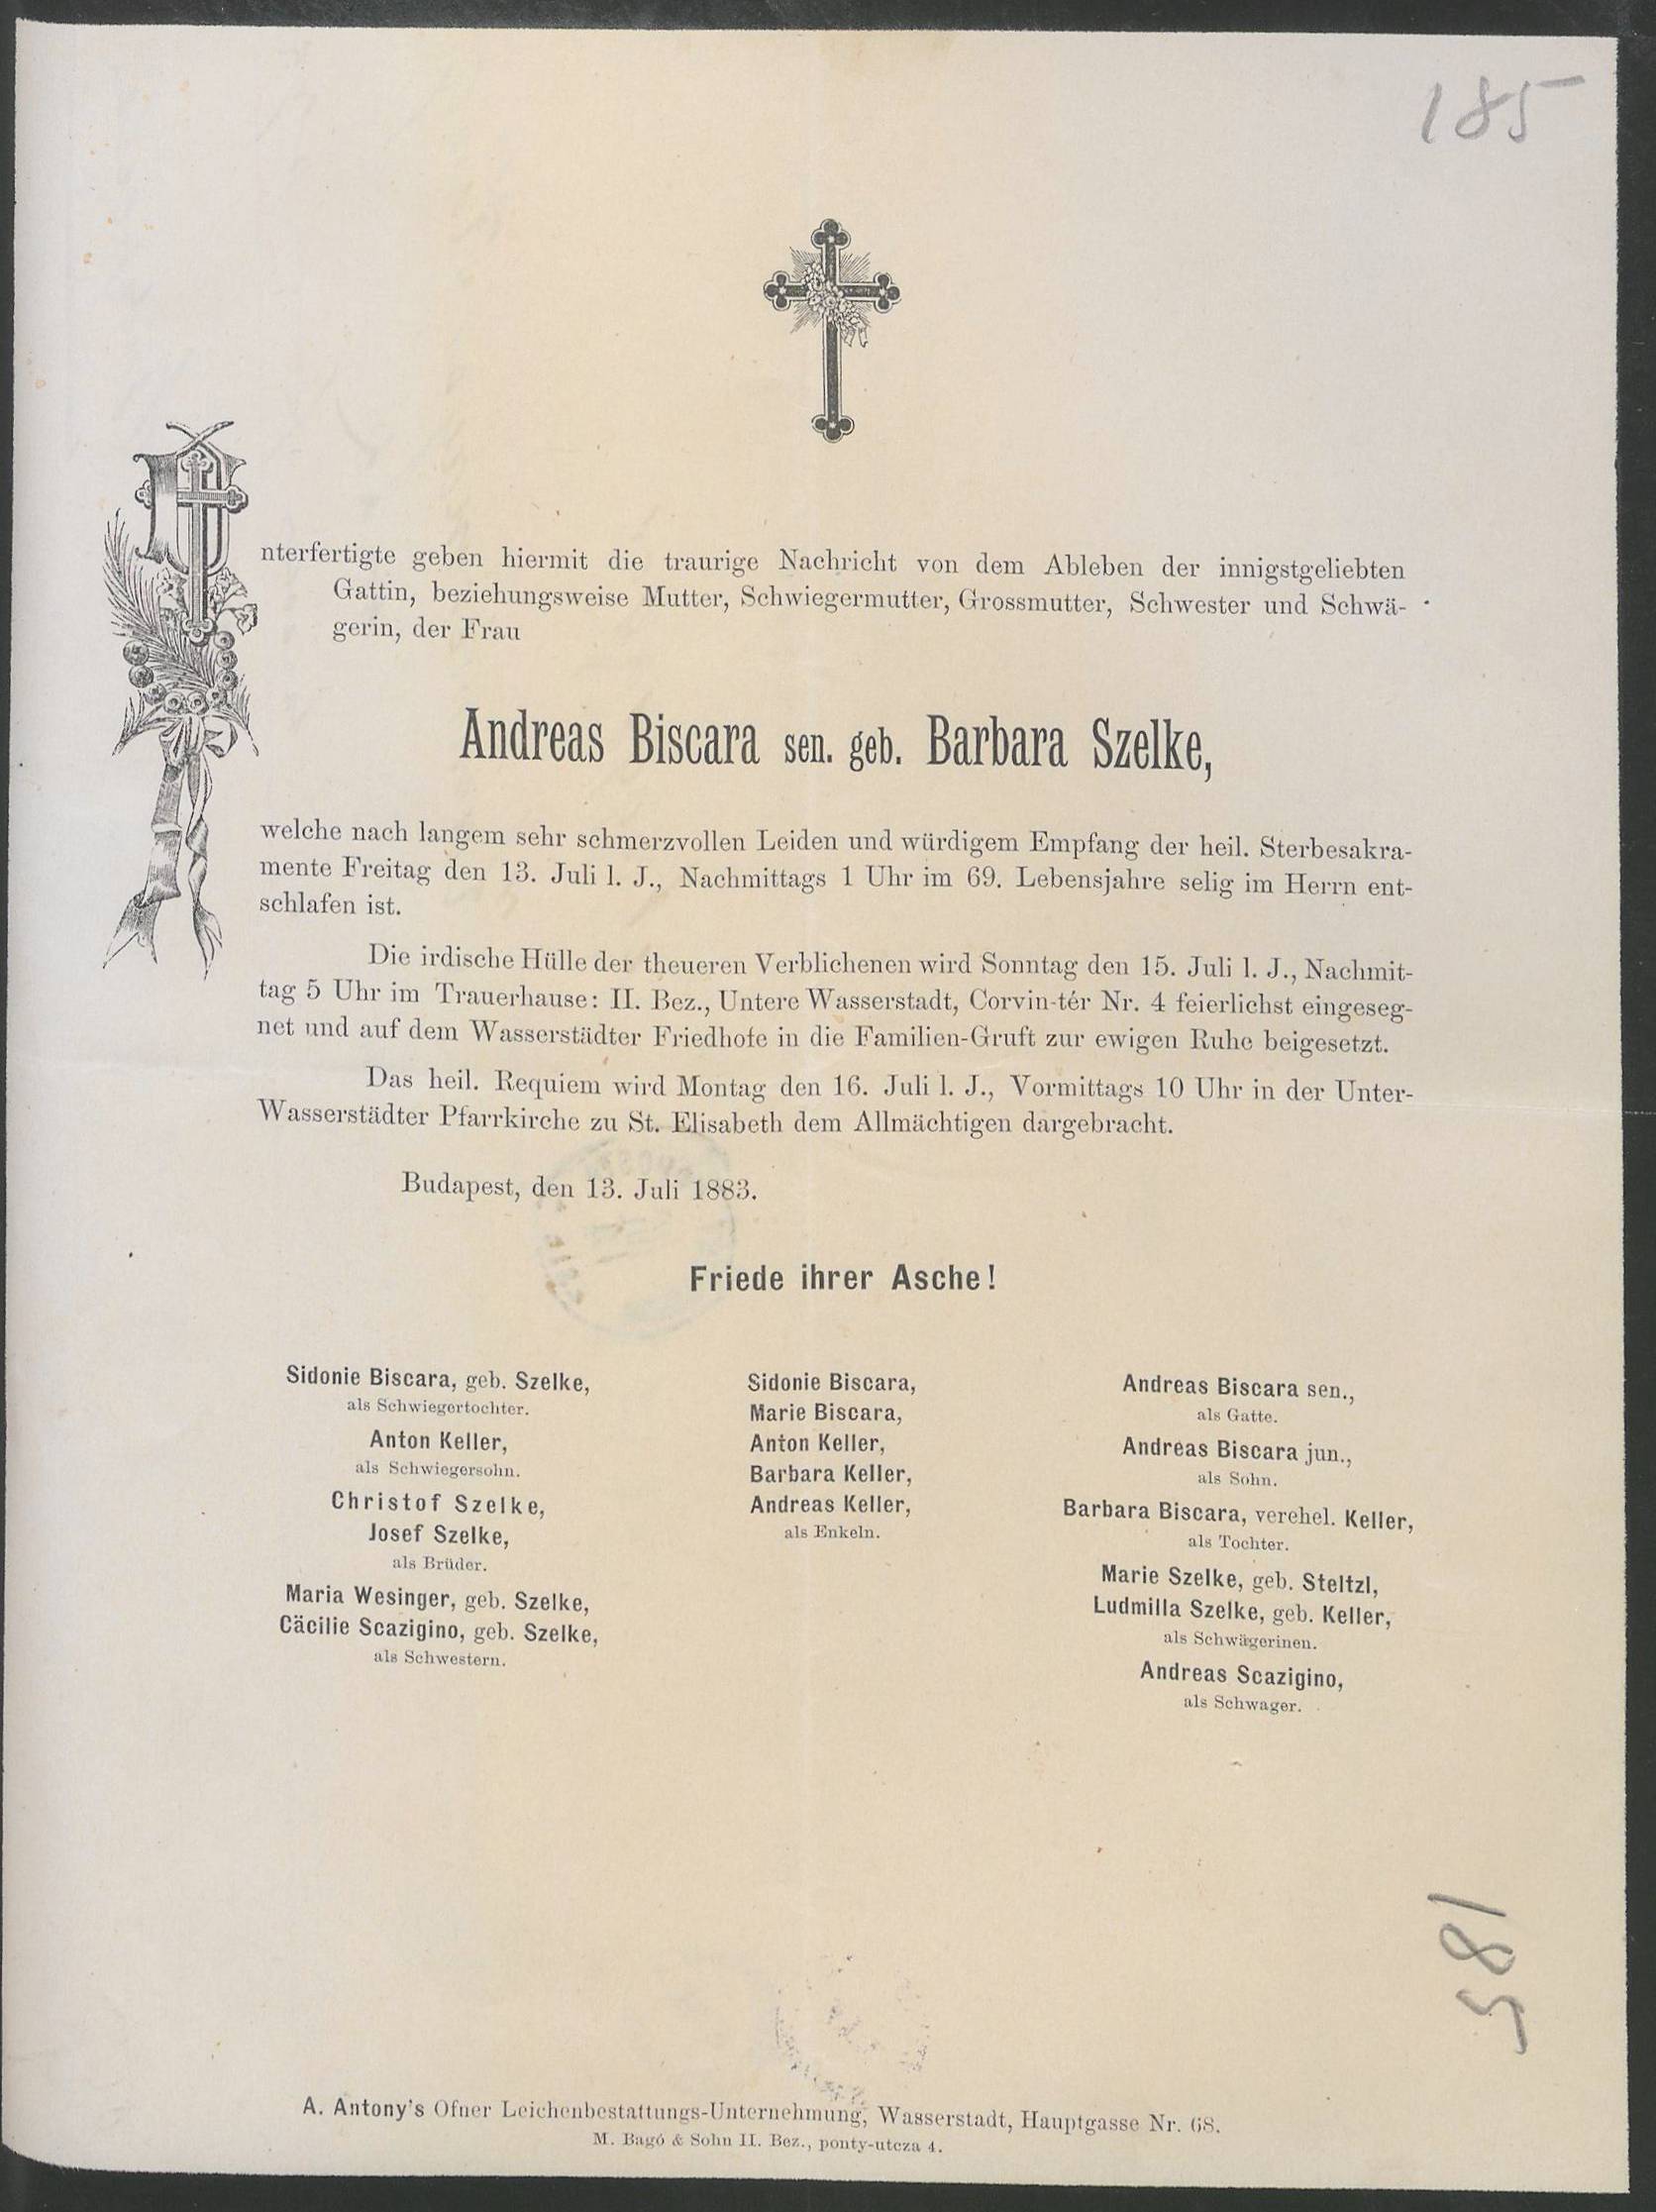 185
Unterfertigte geben hiermit die traurige Nachricht von dem Ableben der innigstgeliebten
Gattin, beziehungsweise Mutter, Schwiegermutter, Grossmutter, Schwester und Schwä-
gerin, der Frau
Andreas Biscara sen. geb. Barbara Szelke,
welche nach langem sehr schmerzvollen Leiden und würdigem Empfang der heil. Sterbesakra-
mente Freitag den 13. Juli l. J., Nachmittags 1 Uhr im 69. Lebensjahre selig im Herrn ent-
schlafen ist.
Die irdische Hülle der theueren Verblichenen wird Sonntag den 15. Juli l. J., Nachmit-
tag 5 Uhr im Trauerhause: II. Bez., Untere Wasserstadt, Corvin-tér Nr. 4 feierlichst eingeseg-
net und auf dem Wasserstädter Friedhofe in die Familien-Gruft zur ewigen Ruhe beigesetzt.
Das heil. Requiem wird Montag den 16. Juli l. J., Vormittags 10 Uhr in der Unter-
Wasserstädter Pfarrkirche zu St. Elisabeth dem Allmächtigen dargebracht.
Budapest, den 13. Juli 1883.
Friede ihrer Asche!
Sidonie Biscara, geb. Szelke,
als Schwiegertochter.
Anton Keller,
als Schwiegersohn.
Christof Szelke,
Josef Szelke,
als Brüder.
Maria Wesinger, geb. Szelke,
Cäcilie Scazigino, geb. Szelke,
als Schwestern.
Sidonie Biscara,
Marie Biscara,
Anton Keller,
Barbara Keller,
Andreas Keller,
als Enkeln.
Andreas Biscara sen.,
als Gatte.
Andreas Biscara jun.,
als Sohn.
Barbara Biscara, verehel. Keller,
als Tochter.
Marie Szelke, geb. Steltzl,
Ludmilla Szelke, geb. Keller,
als Schwägerinen.
Andreas Scazigino,
als Schwager.
185
A. Antony's Ofner Leichenbestattungs-Unternehmung, Wasserstadt, Hauptgasse Nr. 68.
M. Bagó & Sohn II. Bez., ponty-utcza 4.